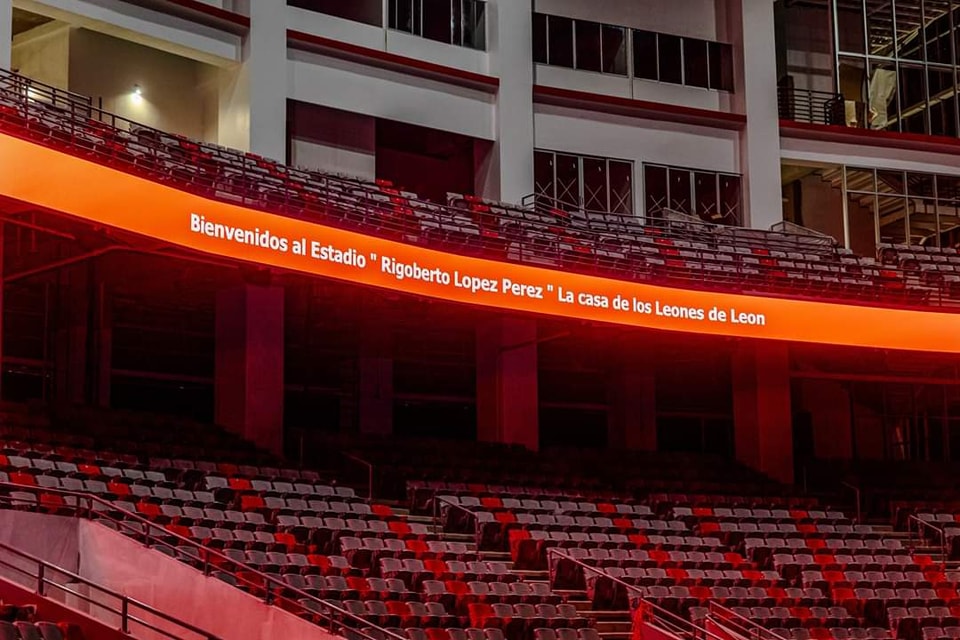 Bienvenidos al Estadio " Rigoberto Lopez Perez " La casa de los Leones de Leon